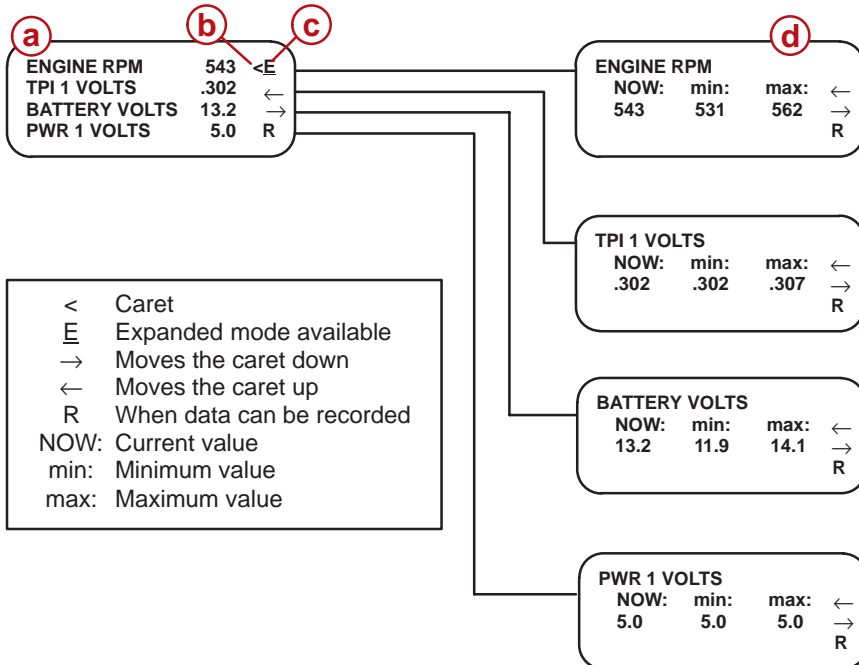 a
b
c
ENGINE RPM 543 <E
TPI 1 VOLTS .302 ←
BATTERY VOLTS 13.2 →
PWR 1 VOLTS 5.0 R
d
ENGINE RPM
NOW: min: max: ←
543 531 562 →
R
TPI 1 VOLTS
NOW: min: max: ←
.302 .302 .307 →
R
< Caret
E Expanded mode available
→ Moves the caret down
← Moves the caret up
R When data can be recorded
NOW: Current value
min: Minimum value
max: Maximum value
BATTERY VOLTS
NOW: min: max: ←
13.2 11.9 14.1 →
R
PWR 1 VOLTS
NOW: min: max: ←
5.0 5.0 5.0 →
R